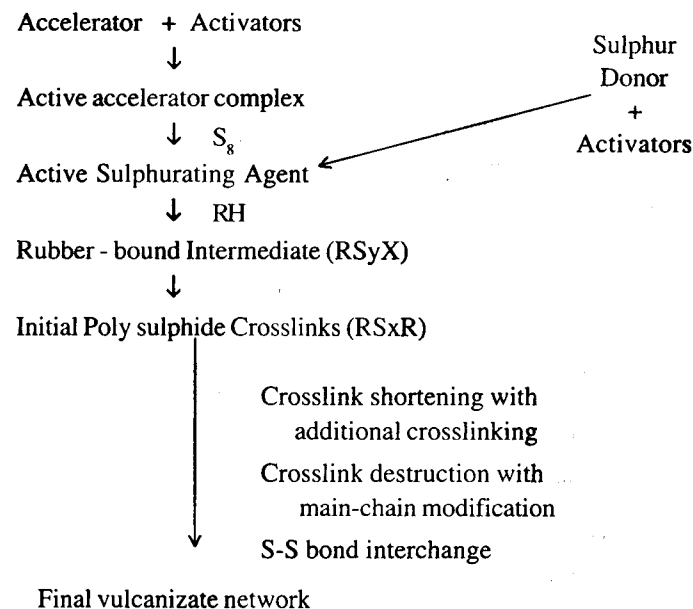 Accelerator + Activators
↓
Active accelerator complex
↓ S₈
Active Sulphurating Agent
↓ RH
Rubber - bound Intermediate (RSyX)
↓
Initial Poly sulphide Crosslinks (RSxR)
Sulphur
Donor
+
Activators
Crosslink shortening with
additional crosslinking
Crosslink destruction with
main-chain modification
S-S bond interchange
Final vulcanizate network